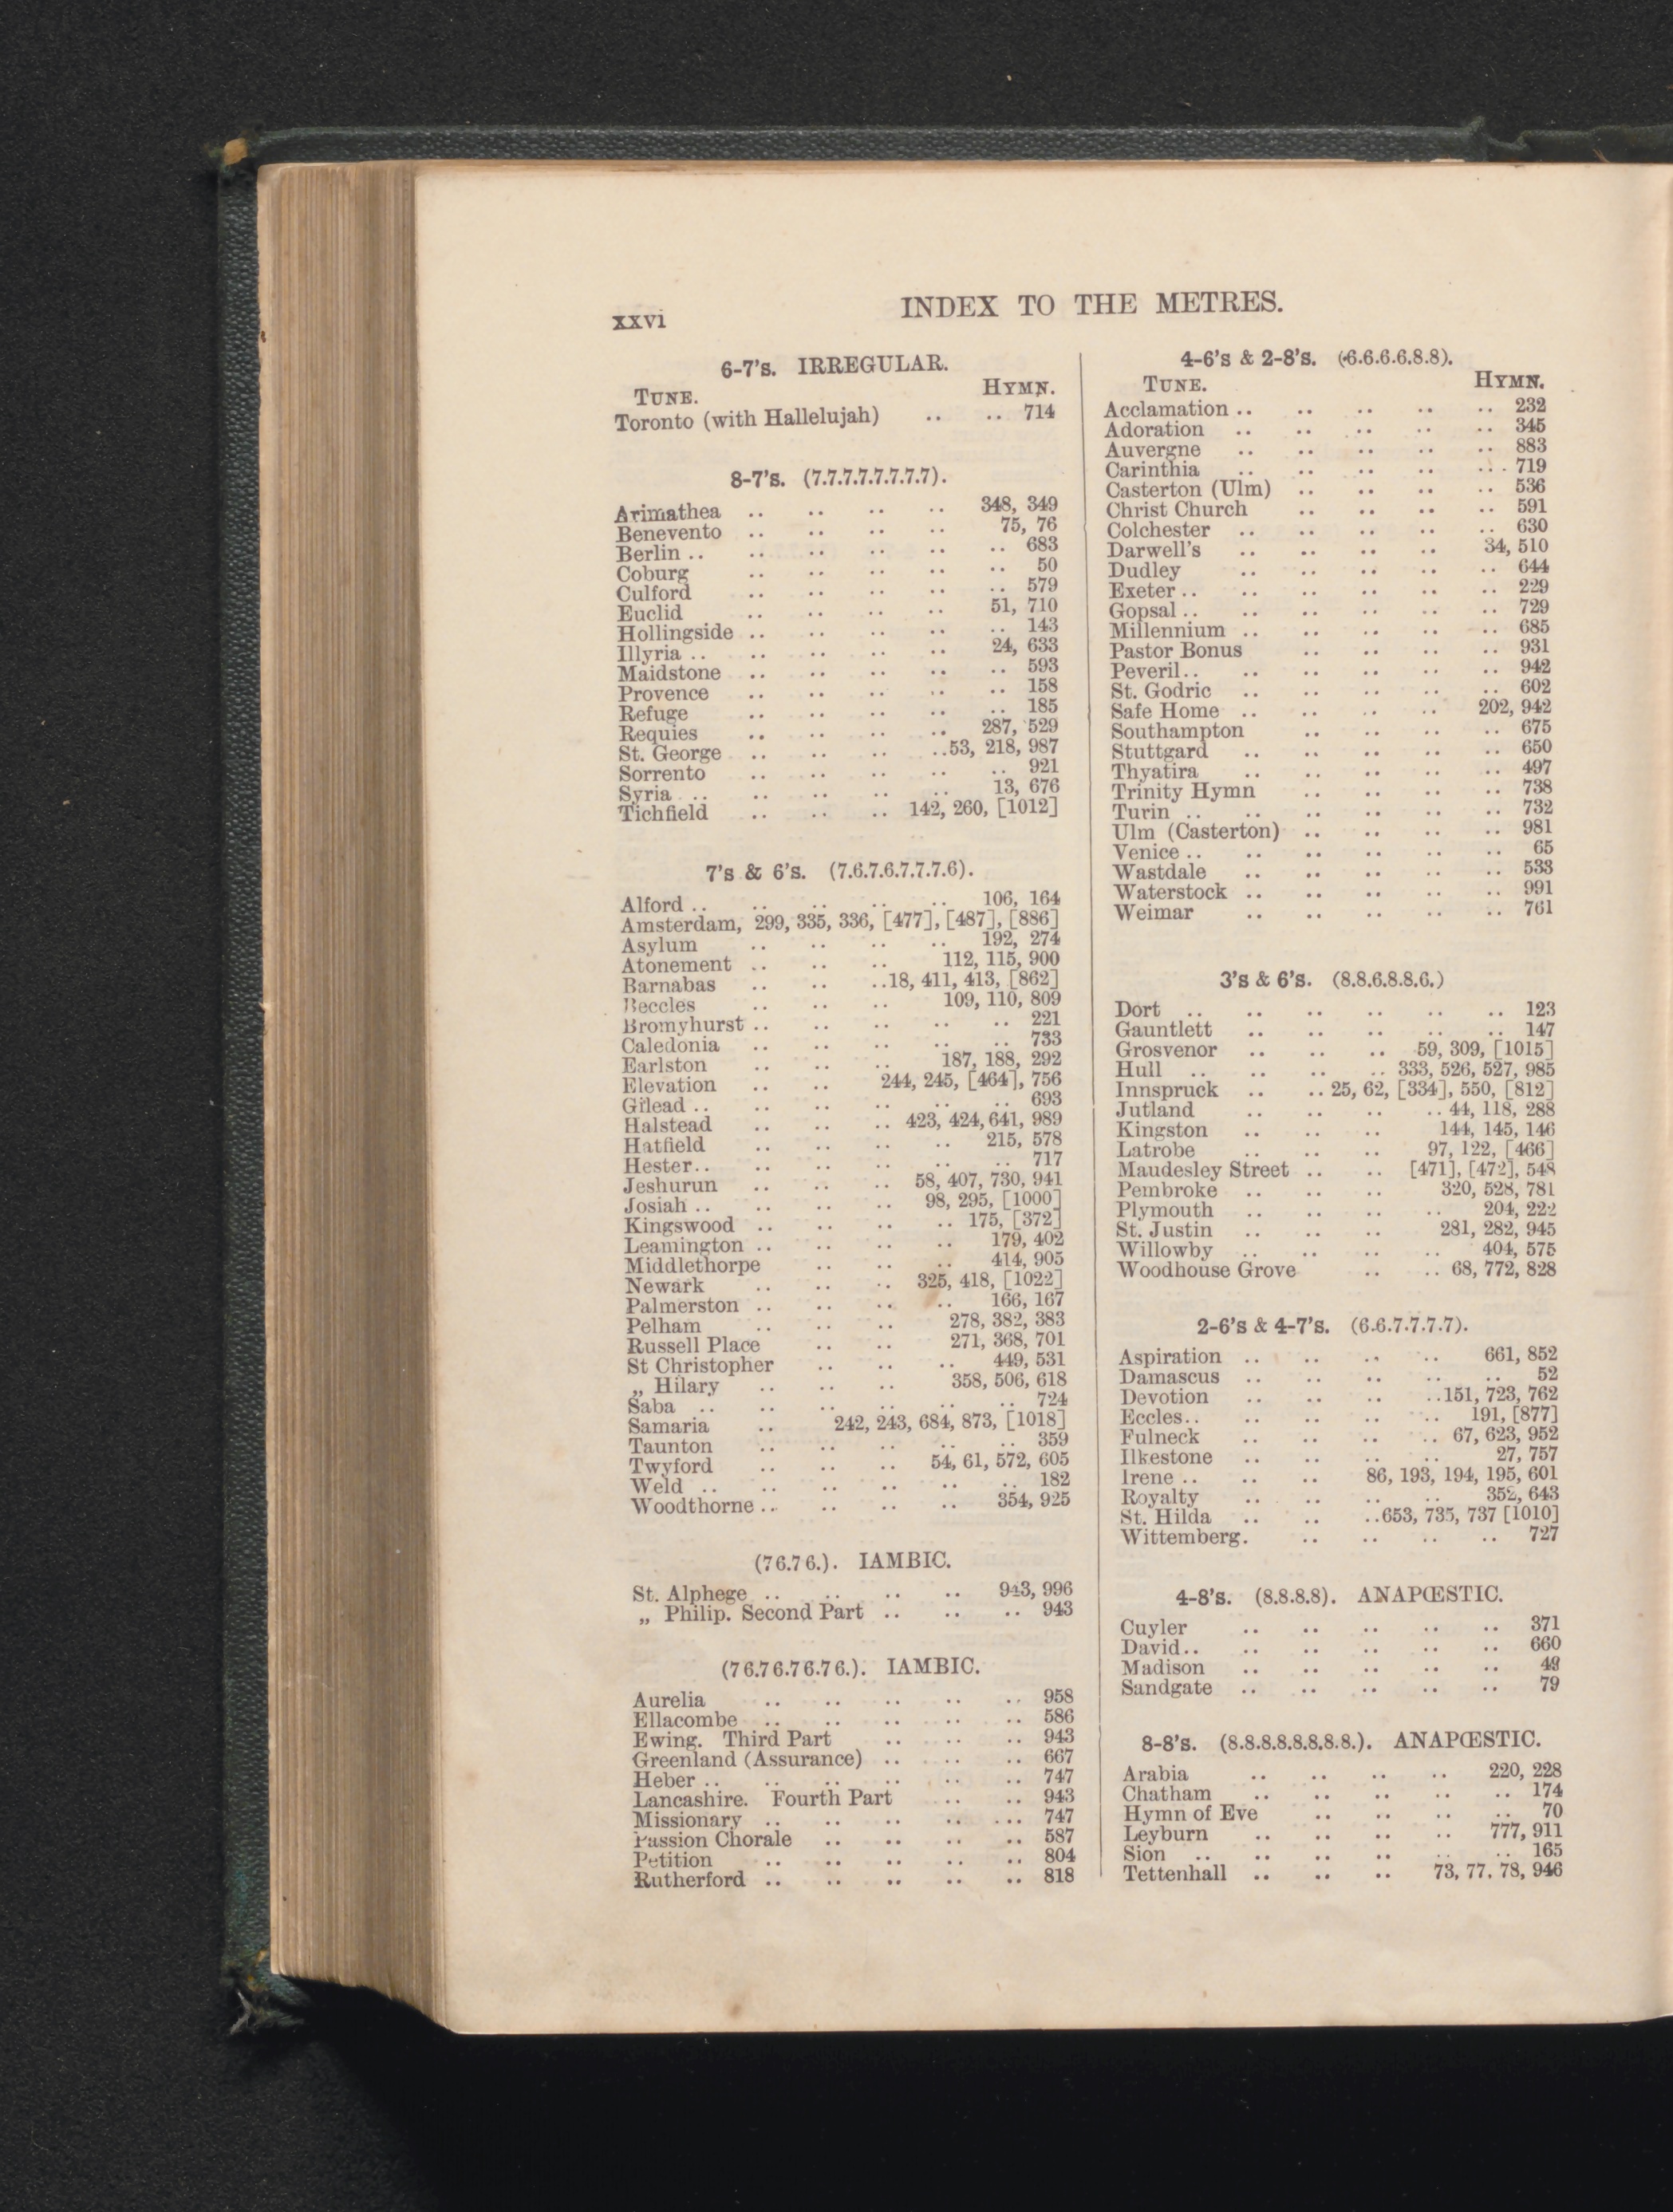 xxvi
INDEX TO THE METRES.
6-7's. IRREGULAR.
TUNE. HYMN.
Toronto (with Hallelujah) .. .. 714
8-7's. (7.7.7.7.7.7.7.7).
Arimathea .. .. .. .. 348, 349
Benevento .. .. .. .. 75, 76
Berlin .. .. .. .. .. .. 683
Coburg .. .. .. .. .. 50
Culford .. .. .. .. .. 579
Euclid .. .. .. .. 51, 710
Hollingside .. .. .. .. .. 143
Illyria .. .. .. .. .. 24, 633
Maidstone .. .. .. .. .. 593
Provence .. .. .. .. .. 158
Refuge .. .. .. .. .. 185
Requies .. .. .. .. 287, 529
St. George .. .. .. ..53, 218, 987
Sorrento .. .. .. .. .. 921
Syria .. .. .. .. .. 13, 676
Tichfield .. .. .. 142, 260, [1012]
7's & 6's. (7.6.7.6.7.7.7.6).
Alford .. .. .. .. .. 106, 164
Amsterdam, 299, 335, 336, [477], [487], [886]
Asylum .. .. .. .. 192, 274
Atonement .. .. .. 112, 115, 900
Barnabas .. .. ..18, 411, 413, [862]
Beccles .. .. .. 109, 110, 809
Bromyhurst .. .. .. .. .. 221
Caledonia .. .. .. .. .. 733
Earlston .. .. .. 187, 188, 292
Elevation .. .. 244, 245, [464], 756
Gilead .. .. .. .. .. .. 693
Halstead .. .. .. 423, 424, 641, 989
Hatfield .. .. .. .. 215, 578
Hester.. .. .. .. .. .. 717
Jeshurun .. .. .. 58, 407, 730, 941
Josiah .. .. .. .. 98, 295, [1000]
Kingswood .. .. .. .. 175, [372]
Leamington .. .. .. .. 179, 402
Middlethorpe .. .. .. 414, 905
Newark .. .. .. 325, 418, [1022]
Palmerston .. .. .. .. 166, 167
Pelham .. .. .. 278, 382, 383
Russell Place .. .. 271, 368, 701
St Christopher .. .. .. 449, 531
„ Hilary .. .. .. 358, 506, 618
Saba .. .. .. .. .. .. 724
Samaria .. 242, 243, 684, 873, [1018]
Taunton .. .. .. .. .. 359
Twyford .. .. .. 54, 61, 572, 605
Weld .. .. .. .. .. .. 182
Woodthorne .. .. .. .. 354, 925
(76.76.). IAMBIC.
St. Alphege .. .. .. .. 943, 996
„ Philip. Second Part .. .. .. 943
(76.76.76.76.). IAMBIC.
Aurelia .. .. .. .. .. 958
Ellacombe .. .. .. .. .. 586
Ewing. Third Part .. .. .. 943
Greenland (Assurance) .. .. .. 667
Heber .. .. .. .. .. .. 747
Lancashire. Fourth Part .. .. 943
Missionary .. .. .. .. ... 747
Passion Chorale .. .. .. .. 587
Petition .. .. .. .. .. 804
Rutherford .. .. .. .. .. 818
4-6's & 2-8's. (6.6.6.6.8.8).
TUNE. HYMN.
Acclamation .. .. .. .. .. 232
Adoration .. .. .. .. .. 345
Auvergne .. .. .. .. .. 883
Carinthia .. .. .. .. ... 719
Casterton (Ulm) .. .. .. .. 536
Christ Church .. .. .. .. 591
Colchester .. .. .. .. .. 630
Darwell's .. .. .. .. 34, 510
Dudley .. .. .. .. .. 644
Exeter .. .. .. .. .. .. 229
Gopsal .. .. .. .. .. .. 729
Millennium .. .. .. .. .. 685
Pastor Bonus .. .. .. .. 931
Peveril.. .. .. .. .. .. 942
St. Godric .. .. .. .. .. 602
Safe Home .. .. .. .. 202, 942
Southampton .. .. .. .. 675
Stuttgard .. .. .. .. .. 650
Thyatira .. .. .. .. .. 497
Trinity Hymn .. .. .. .. 738
Turin .. .. .. .. .. .. 732
Ulm (Casterton) .. .. .. .. 981
Venice .. .. .. .. .. .. 65
Wastdale .. .. .. .. .. 533
Waterstock .. .. .. .. .. 991
Weimar .. .. .. .. .. 761
3's & 6's. (8.8.6.8.8.6.)
Dort .. .. .. .. .. .. 123
Gauntlett .. .. .. .. .. 147
Grosvenor .. .. .. 59, 309, [1015]
Hull .. .. .. .. 333, 526, 527, 985
Innspruck .. .. 25, 62, [334], 550, [812]
Jutland .. .. .. .. 44, 118, 288
Kingston .. .. .. 144, 145, 146
Latrobe .. .. .. 97, 122, [466]
Maudesley Street .. .. [471], [472], 548
Pembroke .. .. .. 320, 528, 781
Plymouth .. .. .. .. 204, 222
St. Justin .. .. .. 281, 282, 945
Willowby .. .. .. .. 404, 575
Woodhouse Grove .. .. 68, 772, 828
2-6's & 4-7's. (6.6.7.7.7.7).
Aspiration .. .. .. .. 661, 852
Damascus .. .. .. .. .. 52
Devotion .. .. .. ..151, 723, 762
Eccles.. .. .. .. .. 191, [877]
Fulneck .. .. .. .. 67, 623, 952
Ilkestone .. .. .. .. 27, 757
Irene .. .. .. 86, 193, 194, 195, 601
Royalty .. .. .. .. 352, 643
St. Hilda .. .. ..653, 735, 737 [1010]
Wittemberg. .. .. .. .. 727
4-8's. (8.8.8.8). ANAPŒSTIC.
Cuyler .. .. .. .. .. 371
David.. .. .. .. .. .. 660
Madison .. .. .. .. .. 49
Sandgate .. .. .. .. .. 79
8-8's. (8.8.8.8.8.8.8.8.). ANAPŒSTIC.
Arabia .. .. .. .. 220, 228
Chatham .. .. .. .. .. 174
Hymn of Eve .. .. .. .. 70
Leyburn .. .. .. .. 777, 911
Sion .. .. .. .. .. .. 165
Tettenhall .. .. .. 73, 77. 78, 946